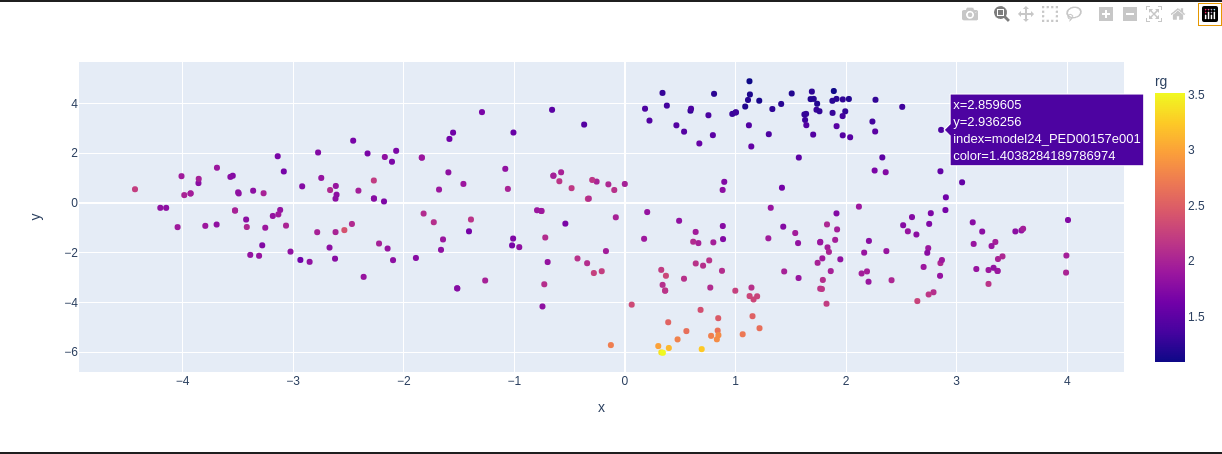 rg
4
2
0
−2
−4
−6
y
−4
−3
−2
−1
0
1
2
3
4
x
3.5
3
2.5
2
1.5
x=2.859605
y=2.936256
index=model24_PED00157e001
color=1.4038284189786974